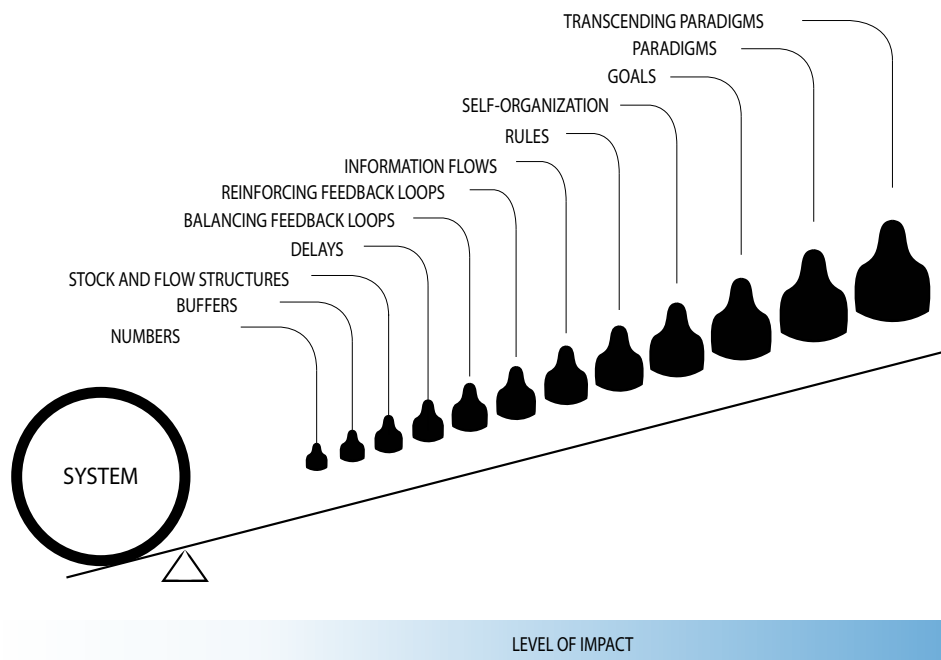 TRANSCENDING PARADIGMS
PARADIGMS
GOALS
SELF-ORGANIZATION
RULES
INFORMATION FLOWS
REINFORCING FEEDBACK LOOPS
BALANCING FEEDBACK LOOPS
DELAYS
STOCK AND FLOW STRUCTURES
BUFFERS
NUMBERS
SYSTEM
LEVEL OF IMPACT